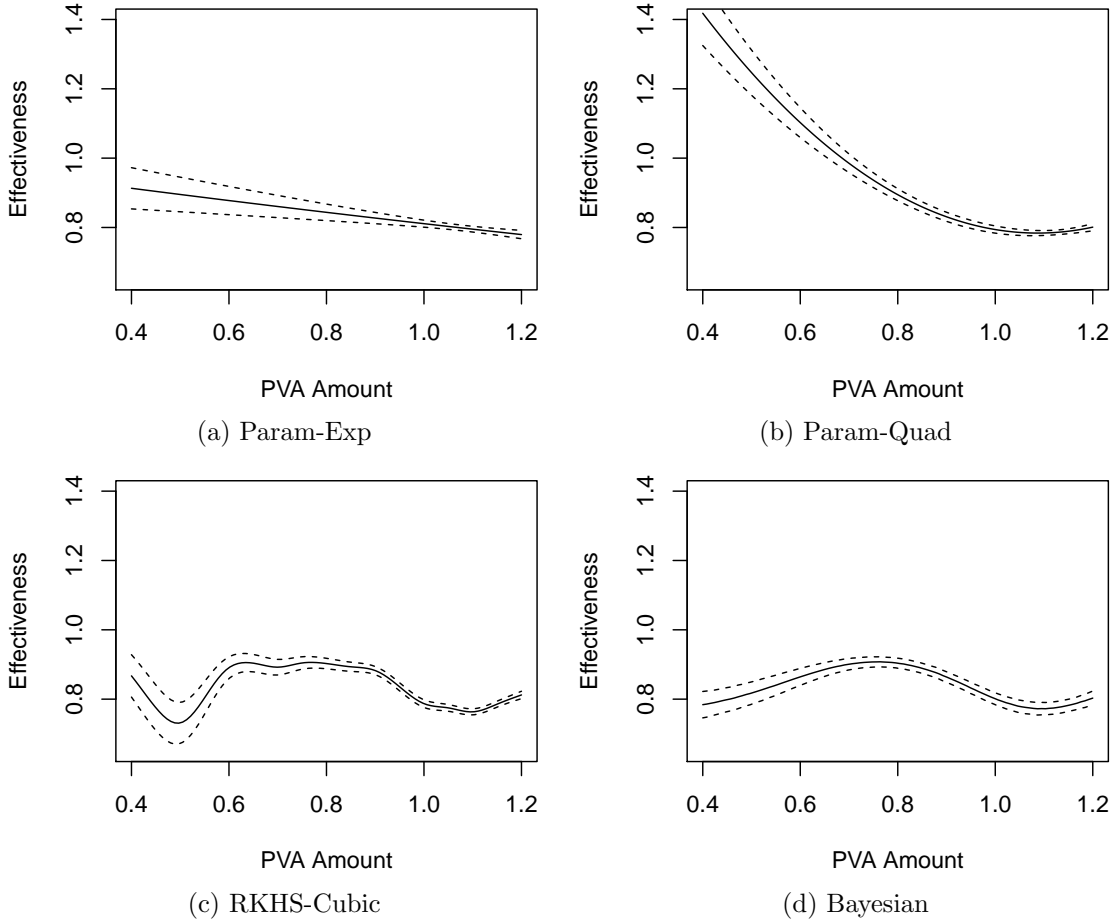 1.4
1.2
1.0
0.8
Effectiveness
0.4 0.6 0.8 1.0 1.2
PVA Amount
(a) Param-Exp
1.4
1.2
1.0
0.8
Effectiveness
0.4 0.6 0.8 1.0 1.2
PVA Amount
(b) Param-Quad
1.4
1.2
1.0
0.8
Effectiveness
0.4 0.6 0.8 1.0 1.2
PVA Amount
(c) RKHS-Cubic
1.4
1.2
1.0
0.8
Effectiveness
0.4 0.6 0.8 1.0 1.2
PVA Amount
(d) Bayesian